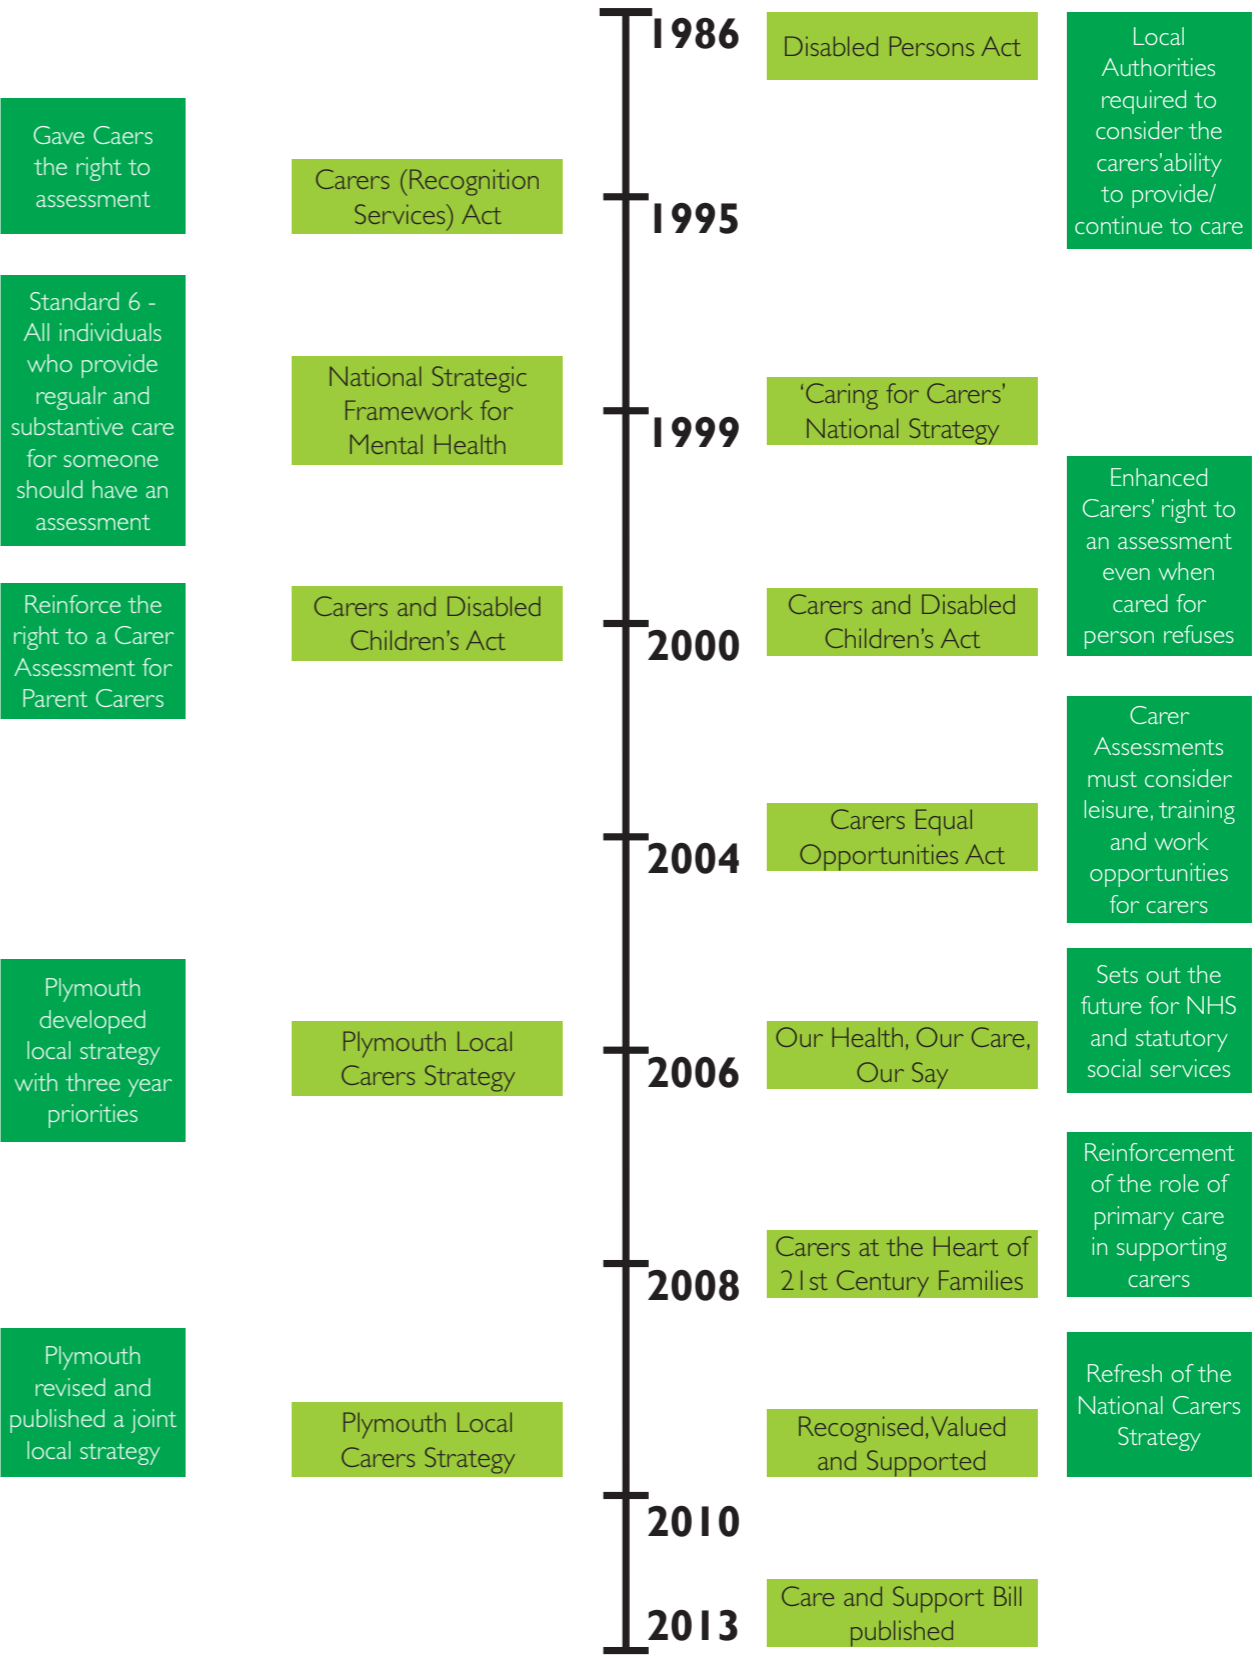 1986
Disabled Persons Act
Local
Authorities
required to
consider the
carers'ability
to provide/
continue to care
Gave Caers
the right to
assessment
Carers (Recognition
Services) Act
1995
Standard 6 -
All individuals
who provide
regualr and
substantive care
for someone
should have an
assessment
National Strategic
Framework for
Mental Health
1999
‘Caring for Carers’
National Strategy
Enhanced
Carers’ right to
an assessment
even when
cared for
person refuses
Reinforce the
right to a Carer
Assessment for
Parent Carers
Carers and Disabled
Children’s Act
2000
Carers and Disabled
Children’s Act
Carer
Assessments
must consider
leisure, training
and work
opportunities
for carers
2004
Carers Equal
Opportunities Act
Plymouth
developed
local strategy
with three year
priorities
Plymouth Local
Carers Strategy
2006
Our Health, Our Care,
Our Say
Sets out the
future for NHS
and statutory
social services
Reinforcement
of the role of
primary care
in supporting
carers
2008
Carers at the Heart of
21st Century Families
Plymouth
revised and
published a joint
local strategy
Plymouth Local
Carers Strategy
Recognised, Valued
and Supported
Refresh of the
National Carers
Strategy
2010
2013
Care and Support Bill
published